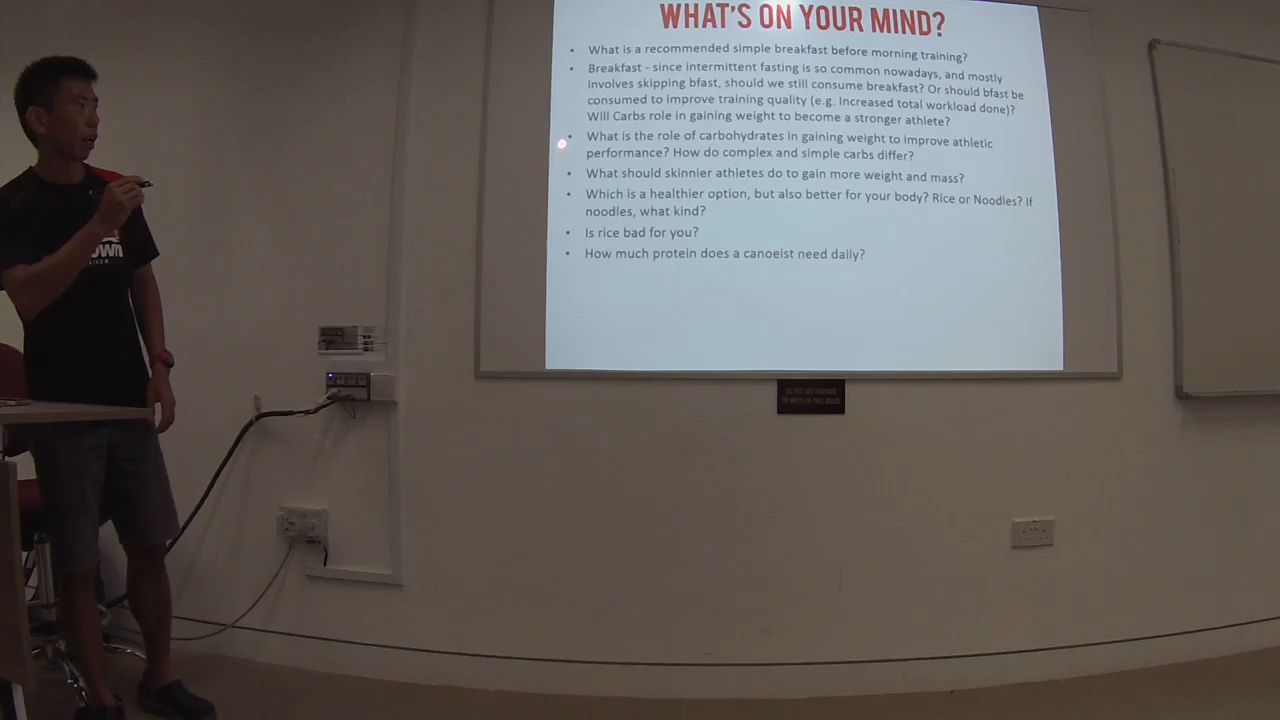 WHAT'S ON YOUR MIND?
• What is a recommended simple breakfast before morning training?
• Breakfast - since intermittent fasting is so common nowadays, and mostly
involves skipping bfast, should we still consume breakfast? Or should bfast be
consumed to improve training quality (e.g. Increased total workload done)?
Will Carbs role in gaining weight to become a stronger athlete?
• What is the role of carbohydrates in gaining weight to improve athletic
performance? How do complex and simple carbs differ?
• What should skinnier athletes do to gain more weight and mass?
• Which is a healthier option, but also better for your body? Rice or Noodles? If
noodles, what kind?
• Is rice bad for you?
• How much protein does a canoeist need daily?